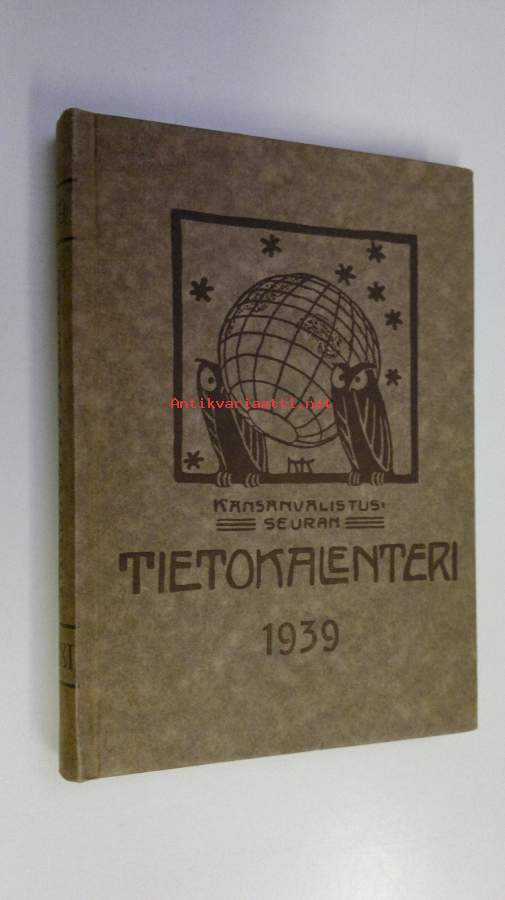 Antikvariaatti.net
KANSANVALISTUS-
SEURAN
TIETOKALENTERI
1939